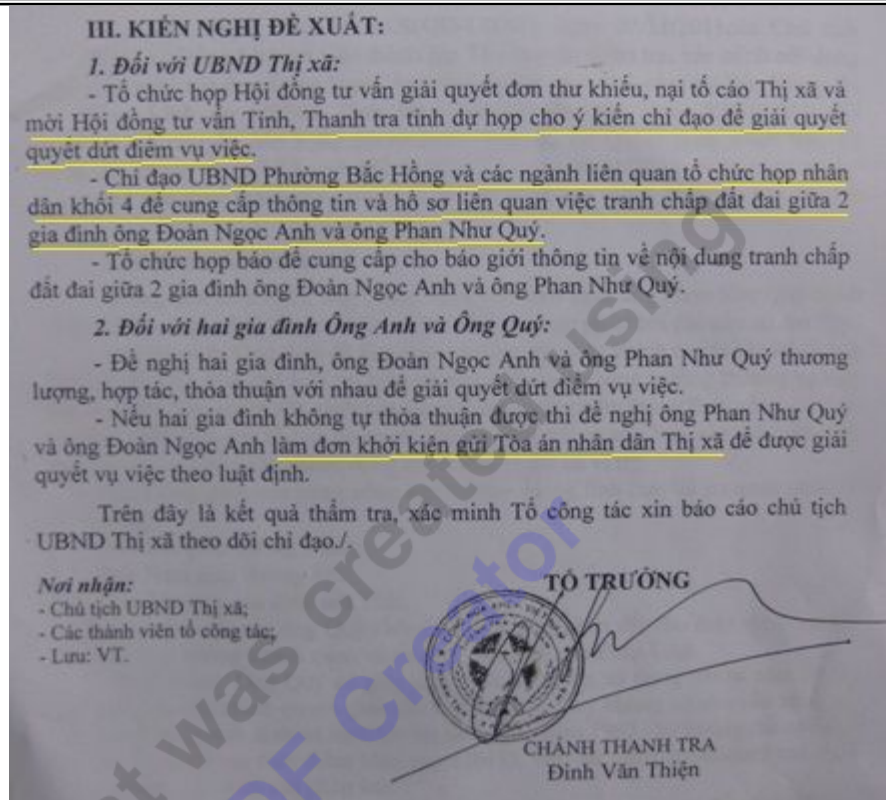 III. KIẾN NGHỊ ĐỀ XUẤT:
1. Đối với UBND Thị xã:
- Tổ chức họp Hội đồng tư vấn giải quyết đơn thư khiếu, nại tố cáo Thị xã và
mời Hội đồng tư vấn Tỉnh, Thanh tra tỉnh dự họp cho ý kiến chỉ đạo để giải quyết
quyết dứt điểm vụ việc.
- Chỉ đạo UBND Phường Bắc Hồng và các ngành liên quan tổ chức họp nhân
dân khối 4 để cung cấp thông tin và hồ sơ liên quan việc tranh chấp đất đai giữa 2
gia đình ông Đoàn Ngọc Anh và ông Phan Như Quý.
- Tổ chức họp báo để cung cấp cho báo giới thông tin về nội dung tranh chấp
đất đai giữa 2 gia đình ông Đoàn Ngọc Anh và ông Phan Như Quý.
2. Đối với hai gia đình Ông Anh và Ông Quý:
- Đề nghị hai gia đình, ông Đoàn Ngọc Anh và ông Phan Như Quý thương
lượng, hợp tác, thỏa thuận với nhau để giải quyết dứt điểm vụ việc.
- Nếu hai gia đình không tự thỏa thuận được thì đề nghị ông Phan Như Quý
và ông Đoàn Ngọc Anh làm đơn khởi kiện gửi Tòa án nhân dân Thị xã để được giải
quyết vụ việc theo luật định.
Trên đây là kết quả thẩm tra, xác minh Tổ công tác xin báo cáo chủ tịch
UBND Thị xã theo dõi chỉ đạo./.
Nơi nhận:
- Chủ tịch UBND Thị xã;
- Các thành viên tổ công tác;
- Lưu: VT.
TỔ TRƯỞNG
CHÁNH THANH TRA
Đinh Văn Thiện
was created using
PDF Creator